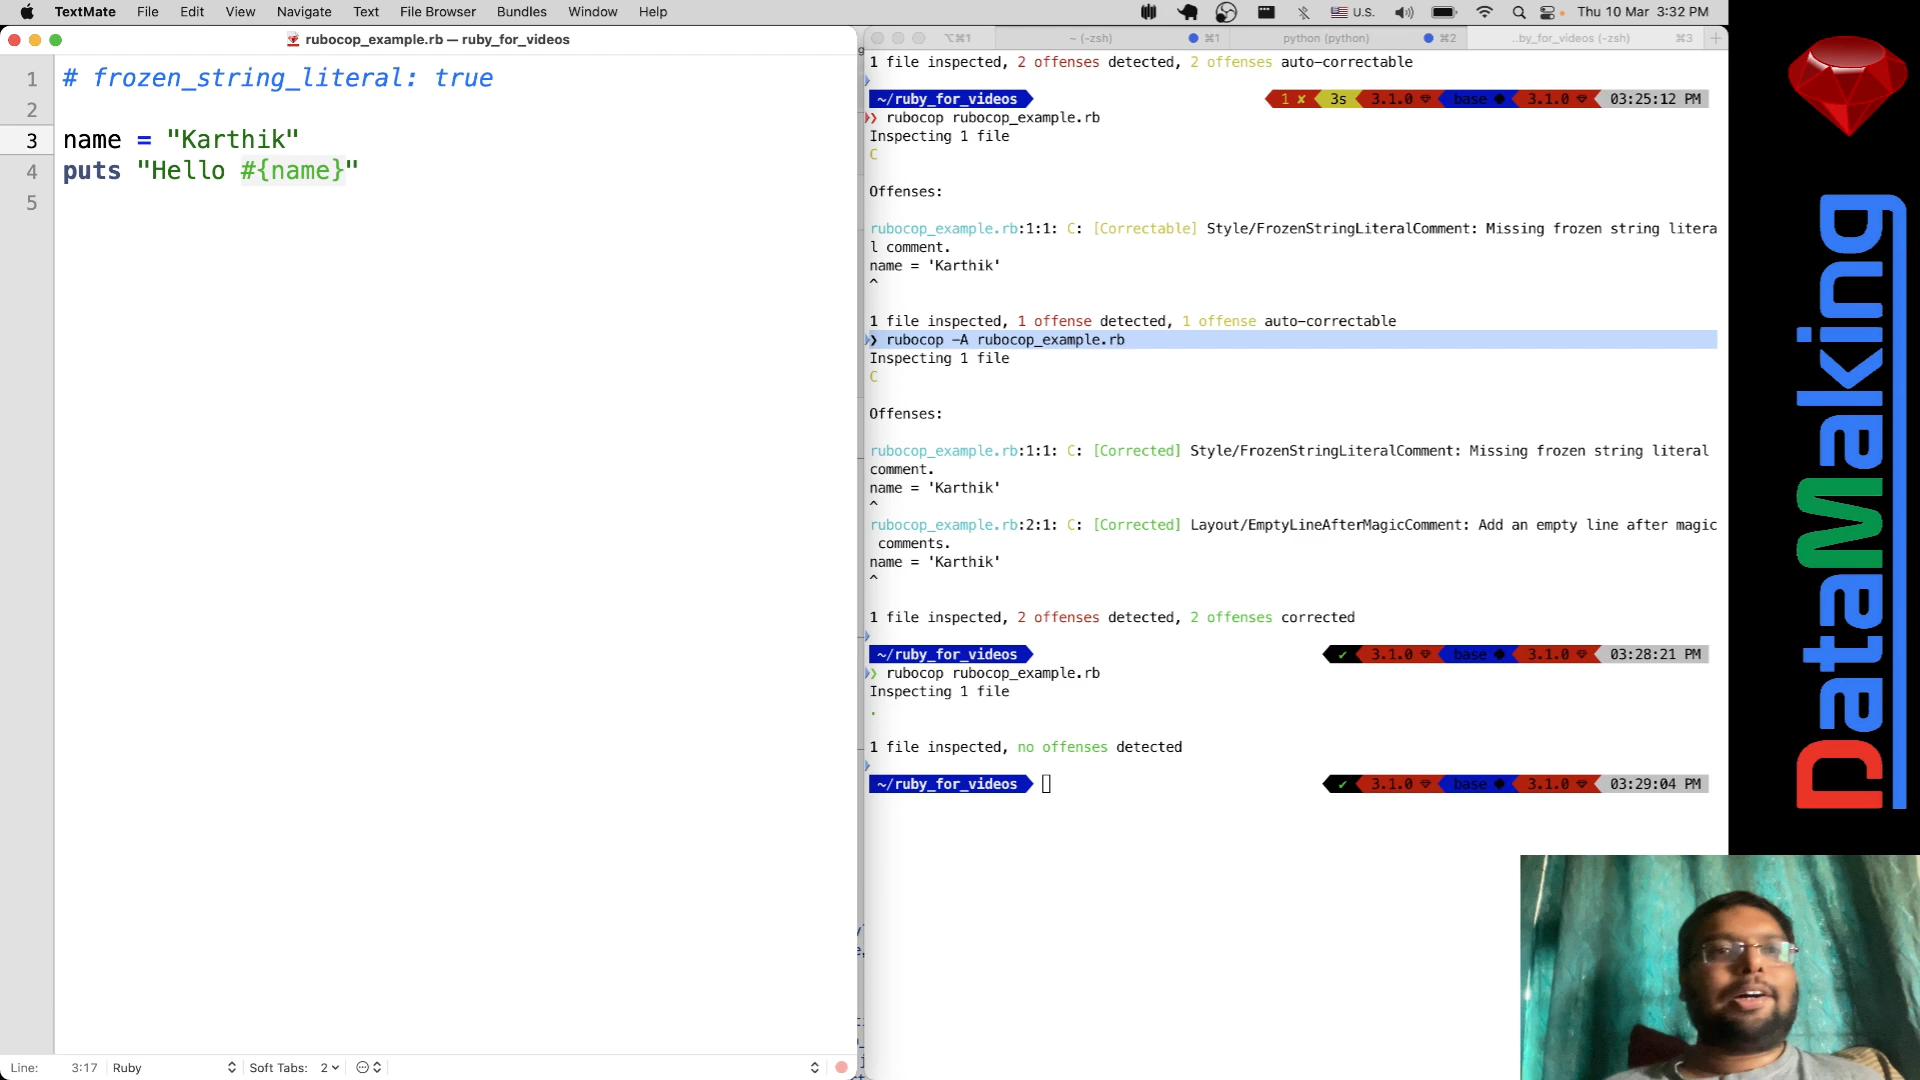 TextMate File Edit View Navigate Text File Browser Bundles Window Help U.S. Thu 10 Mar 3:32 PM
rubocop_example.rb — ruby_for_videos
⌥⌘1 ~ (-zsh) ⌘1 python (python) ⌘2 ..by_for_videos (-zsh) ⌘3
1 # frozen_string_literal: true
2
3 name = "Karthik"
4 puts "Hello #{name}"
5
1 file inspected, 2 offenses detected, 2 offenses auto-correctable
~/ruby_for_videos 1 ✘ 3s 3.1.0 base 3.1.0 03:25:12 PM
❯ rubocop rubocop_example.rb
Inspecting 1 file
C
Offenses:
rubocop_example.rb:1:1: C: [Correctable] Style/FrozenStringLiteralComment: Missing frozen string litera
l comment.
name = 'Karthik'
^
1 file inspected, 1 offense detected, 1 offense auto-correctable
❯ rubocop -A rubocop_example.rb
Inspecting 1 file
C
Offenses:
rubocop_example.rb:1:1: C: [Corrected] Style/FrozenStringLiteralComment: Missing frozen string literal
comment.
name = 'Karthik'
^
rubocop_example.rb:2:1: C: [Corrected] Layout/EmptyLineAfterMagicComment: Add an empty line after magic
comments.
name = 'Karthik'
^
1 file inspected, 2 offenses detected, 2 offenses corrected
~/ruby_for_videos ✔ 3.1.0 base 3.1.0 03:28:21 PM
❯ rubocop rubocop_example.rb
Inspecting 1 file
.
1 file inspected, no offenses detected
~/ruby_for_videos ✔ 3.1.0 base 3.1.0 03:29:04 PM
DataMaking
Line: 3:17 Ruby Soft Tabs: 2